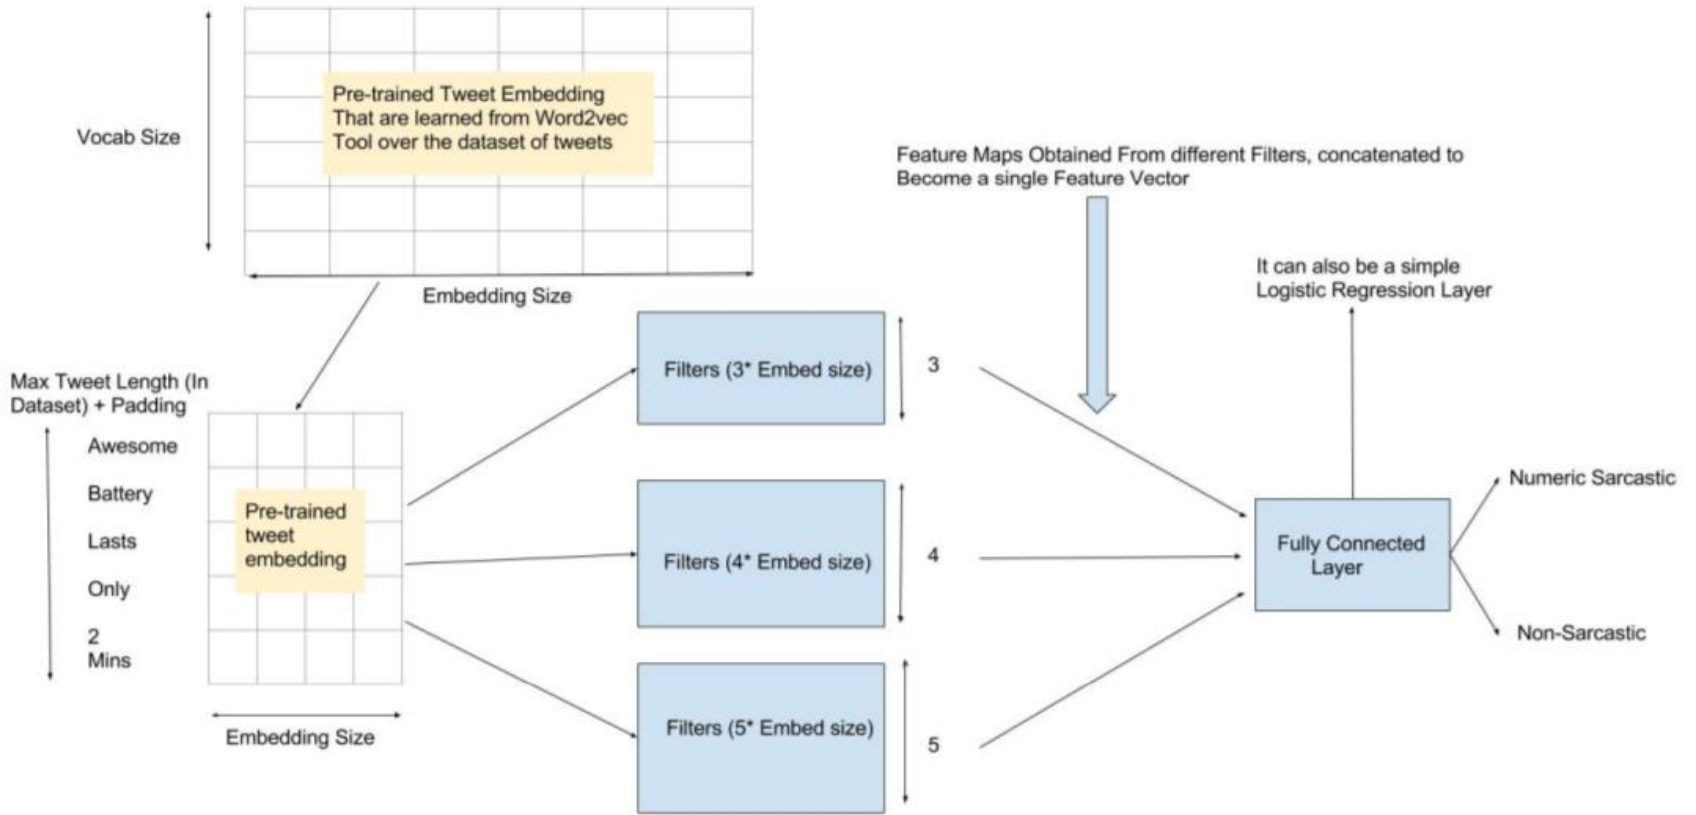 Vocab Size
Pre-trained Tweet Embedding
That are learned from Word2vec
Tool over the dataset of tweets
Embedding Size
Feature Maps Obtained From different Filters, concatenated to
Become a single Feature Vector
It can also be a simple
Logistic Regression Layer
Max Tweet Length (In
Dataset) + Padding
Awesome
Battery
Lasts
Only
2
Mins
Pre-trained
tweet
embedding
Embedding Size
Filters (3* Embed size)
3
Filters (4* Embed size)
4
Filters (5* Embed size)
5
Fully Connected
Layer
Numeric Sarcastic
Non-Sarcastic